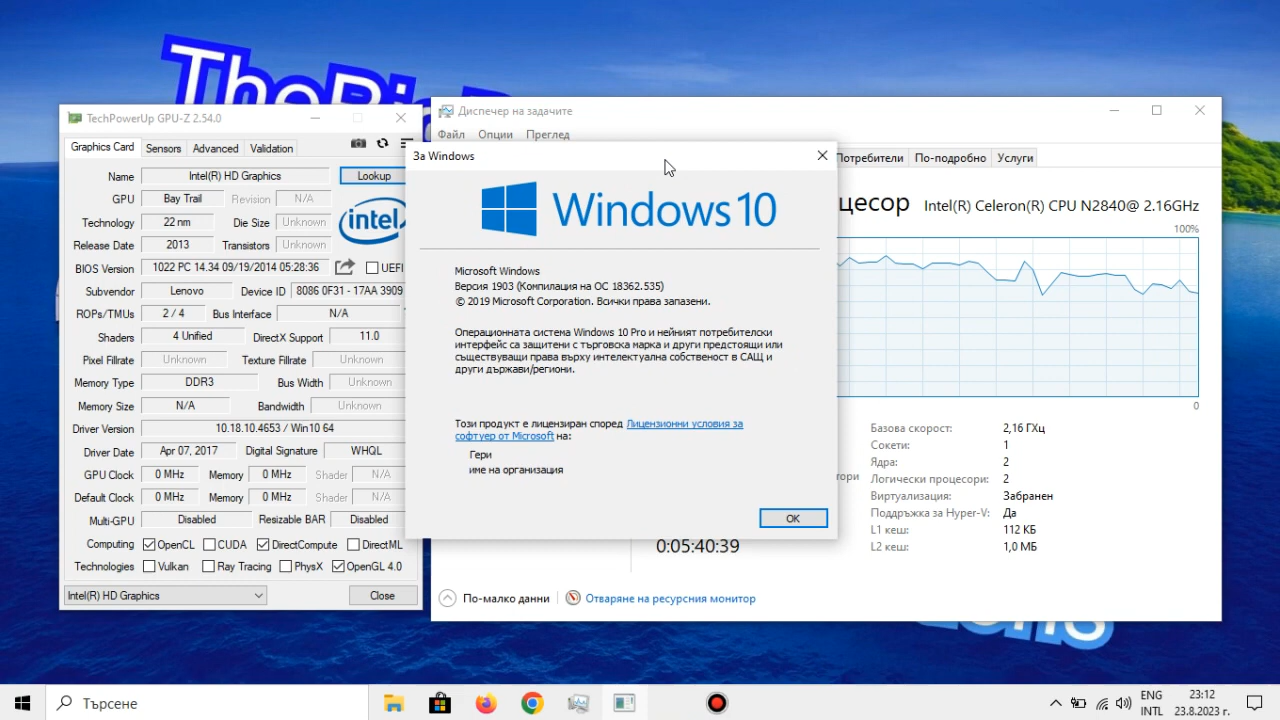 TechPowerUp GPU-Z 2.54.0
Graphics Card Sensors Advanced Validation
Name Intel(R) HD Graphics Lookup
GPU Bay Trail Revision N/A
intel
Technology 22 nm Die Size Unknown
Release Date 2013 Transistors Unknown
BIOS Version 1022 PC 14.34 09/19/2014 05:28:36 UEFI
Subvendor Lenovo Device ID 8086 0F31 - 17AA 3909
ROPs/TMUs 2 / 4 Bus Interface N/A
Shaders 4 Unified DirectX Support 11.0
Pixel Fillrate Unknown Texture Fillrate Unknown
Memory Type DDR3 Bus Width Unknown
Memory Size N/A Bandwidth Unknown
Driver Version 10.18.10.4653 / Win10 64
Driver Date Apr 07, 2017 Digital Signature WHQL
GPU Clock 0 MHz Memory 0 MHz Shader N/A
Default Clock 0 MHz Memory 0 MHz Shader N/A
Multi-GPU Disabled Resizable BAR Disabled
Computing OpenCL CUDA DirectCompute DirectML
Technologies Vulkan Ray Tracing PhysX OpenGL 4.0
Intel(R) HD Graphics Close
Диспечер на задачите
Файл Опции Преглед
Потребители По-подробно Услуги
цесор Intel(R) Celeron(R) CPU N2840@ 2.16GHz
100%
0
Базова скорост: 2,16 ГХц
Сокети: 1
Ядра: 2
Логически процесори: 2
Виртуализация: Забранен
Поддръжка за Hyper-V: Да
L1 кеш: 112 КБ
L2 кеш: 1,0 МБ
тори
0:05:40:39
По-малко данни Отваряне на ресурсния монитор
За Windows
Windows 10
Microsoft Windows
Версия 1903 (Компилация на ОС 18362.535)
© 2019 Microsoft Corporation. Всички права запазени.
Операционната система Windows 10 Pro и нейният потребителски
интерфейс са защитени с търговска марка и други предстоящи или
съществуващи права върху интелектуална собственост в САЩ и
други държави/региони.
Този продукт е лицензиран според Лицензионни условия за
софтуер от Microsoft на:
Гери
име на организация
OK
Търсене
ENG
INTL
23:12
23.8.2023 г.